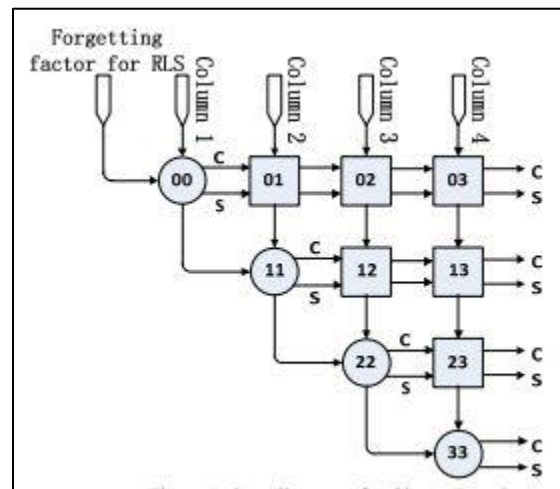 Forgetting
factor for RLS
Column 1
Column 2
Column 3
Column 4
C
S
00
01
02
03
C
S
C
S
11
12
13
C
S
C
S
22
23
C
S
33
C
S